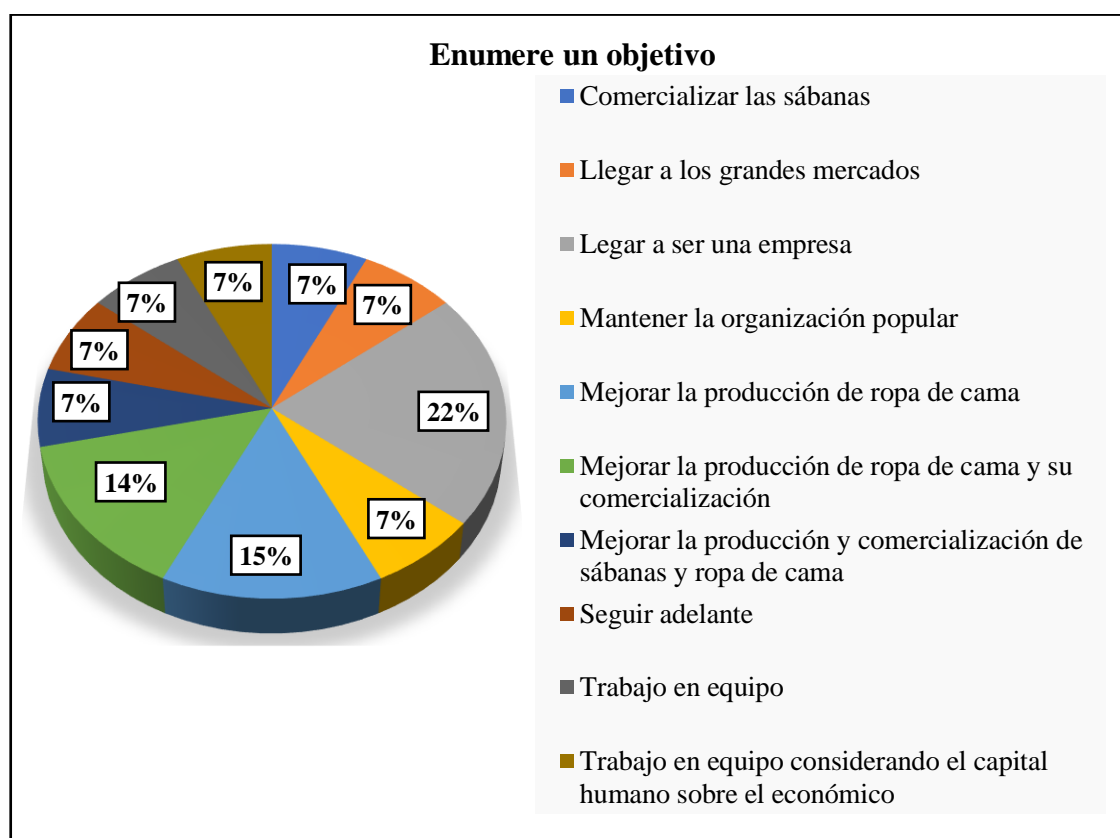 Enumere un objetivo
Comercializar las sábanas
Llegar a los grandes mercados
Legar a ser una empresa
Mantener la organización popular
Mejorar la producción de ropa de cama
Mejorar la producción de ropa de cama y su
comercialización
Mejorar la producción y comercialización de
sábanas y ropa de cama
Seguir adelante
Trabajo en equipo
Trabajo en equipo considerando el capital
humano sobre el económico
7%
7%
22%
7%
15%
14%
7%
7%
7%
7%